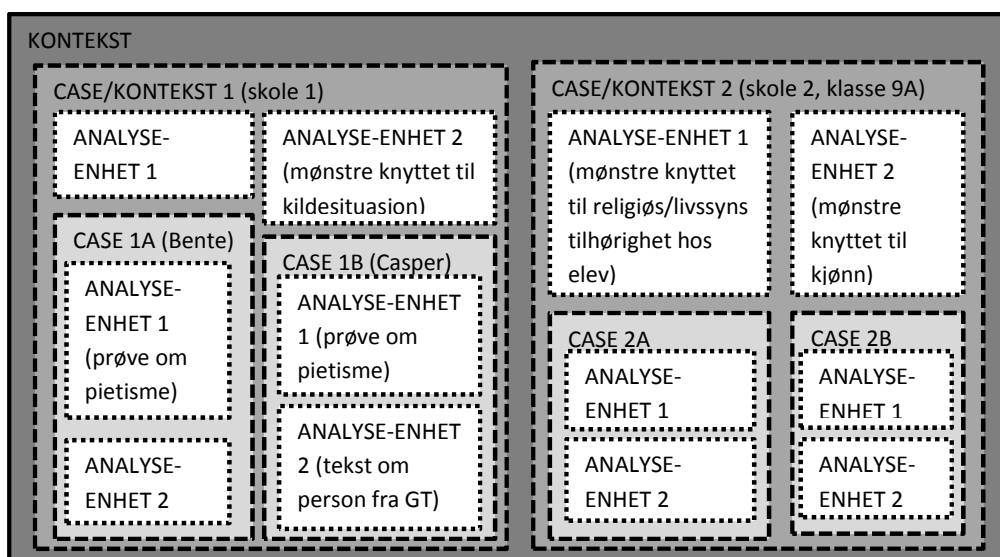 KONTEKST
CASE/KONTEKST 1 (skole 1)
ANALYSE-
ENHET 1
ANALYSE-ENHET 2
(mønstre knyttet til
kildesituasjon)
CASE 1A (Bente)
ANALYSE-
ENHET 1
(prøve om
pietisme)
ANALYSE-
ENHET 2
CASE 1B (Casper)
ANALYSE-ENHET
1 (prøve om
pietisme)
ANALYSE-ENHET
2 (tekst om
person fra GT)
CASE/KONTEKST 2 (skole 2, klasse 9A)
ANALYSE-ENHET 1
(mønstre knyttet
til religiøs/livssyns
tilhørighet hos
elev)
ANALYSE-
ENHET 2
(mønstre
knyttet til
kjønn)
CASE 2A
ANALYSE-
ENHET 1
ANALYSE-
ENHET 2
CASE 2B
ANALYSE-
ENHET 1
ANALYSE-
ENHET 2